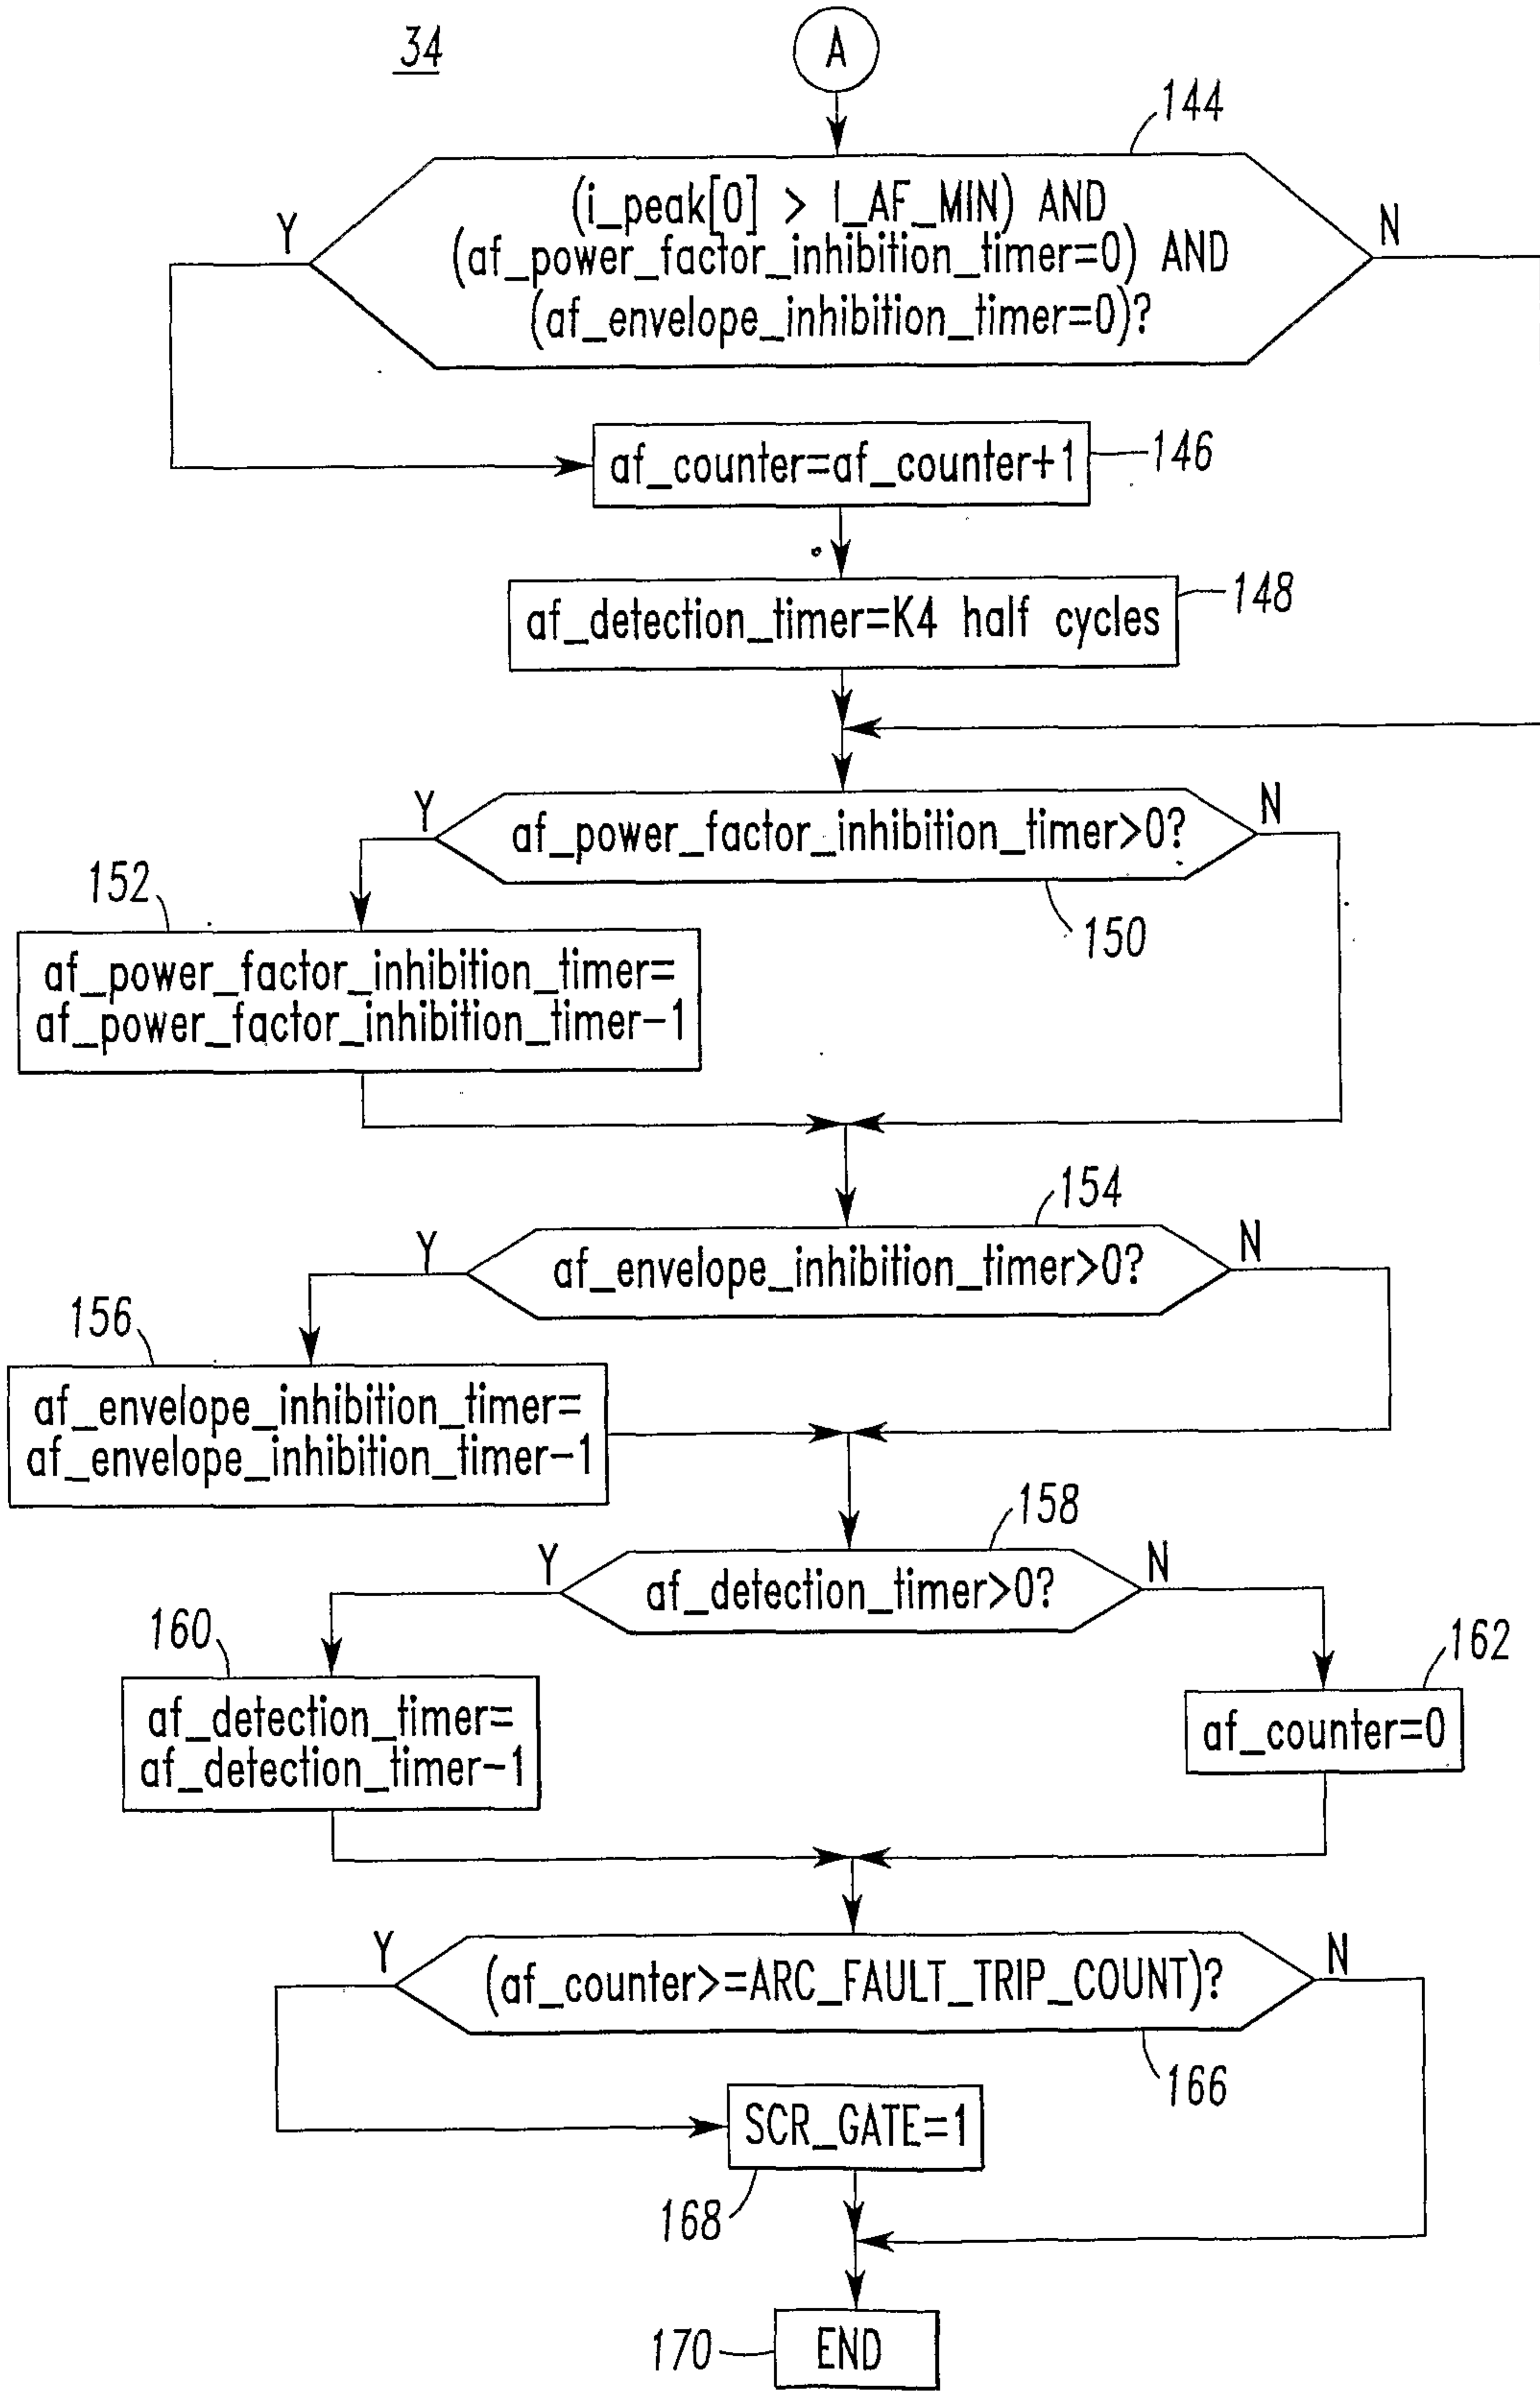 34
A
144
(i_peak[0] > I_AF_MIN) AND
(af_power_factor_inhibition_timer=0) AND
(af_envelope_inhibition_timer=0)?
Y
N
af_counter=af_counter+1
146
af_detection_timer=K4 half cycles
148
Y
af_power_factor_inhibition_timer>0?
N
150
152
af_power_factor_inhibition_timer=
af_power_factor_inhibition_timer-1
154
Y
af_envelope_inhibition_timer>0?
N
156
af_envelope_inhibition_timer=
af_envelope_inhibition_timer-1
158
Y
af_detection_timer>0?
N
160
af_detection_timer=
af_detection_timer-1
162
af_counter=0
Y
(af_counter>=ARC_FAULT_TRIP_COUNT)?
N
166
SCR_GATE=1
168
170
END